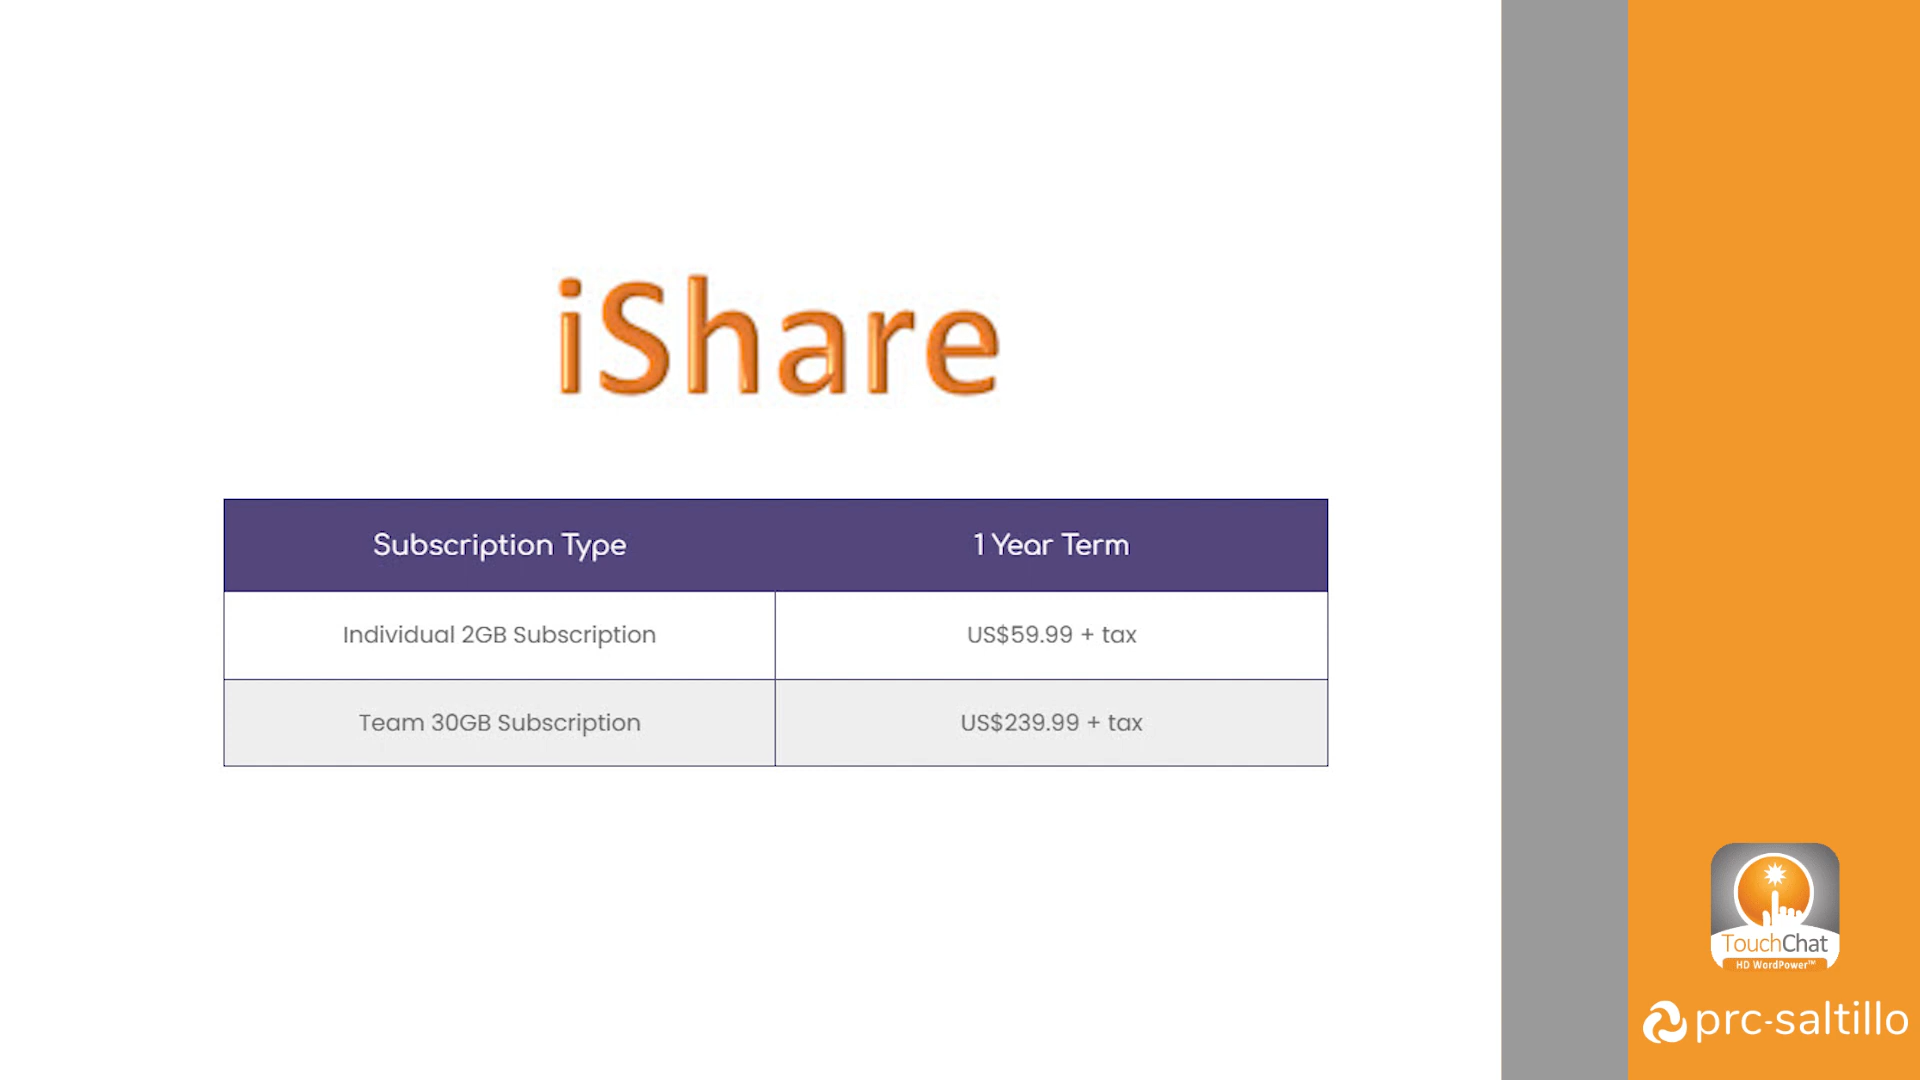 iShare
Subscription Type 1 Year Term
Individual 2GB Subscription US$59.99 + tax
Team 30GB Subscription US$239.99 + tax
TouchChat
HD WordPower™
prc-saltillo